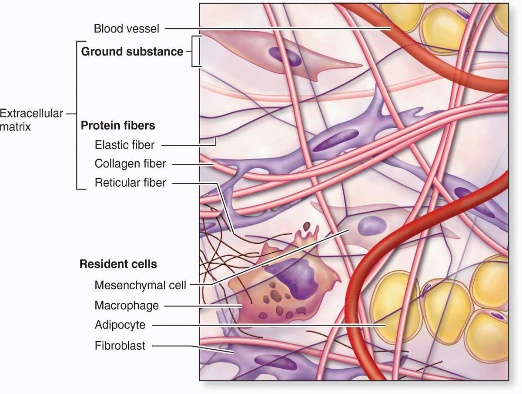 Blood vessel
Ground substance
Extracellular
matrix
Protein fibers
Elastic fiber
Collagen fiber
Reticular fiber
Resident cells
Mesenchymal cell
Macrophage
Adipocyte
Fibroblast